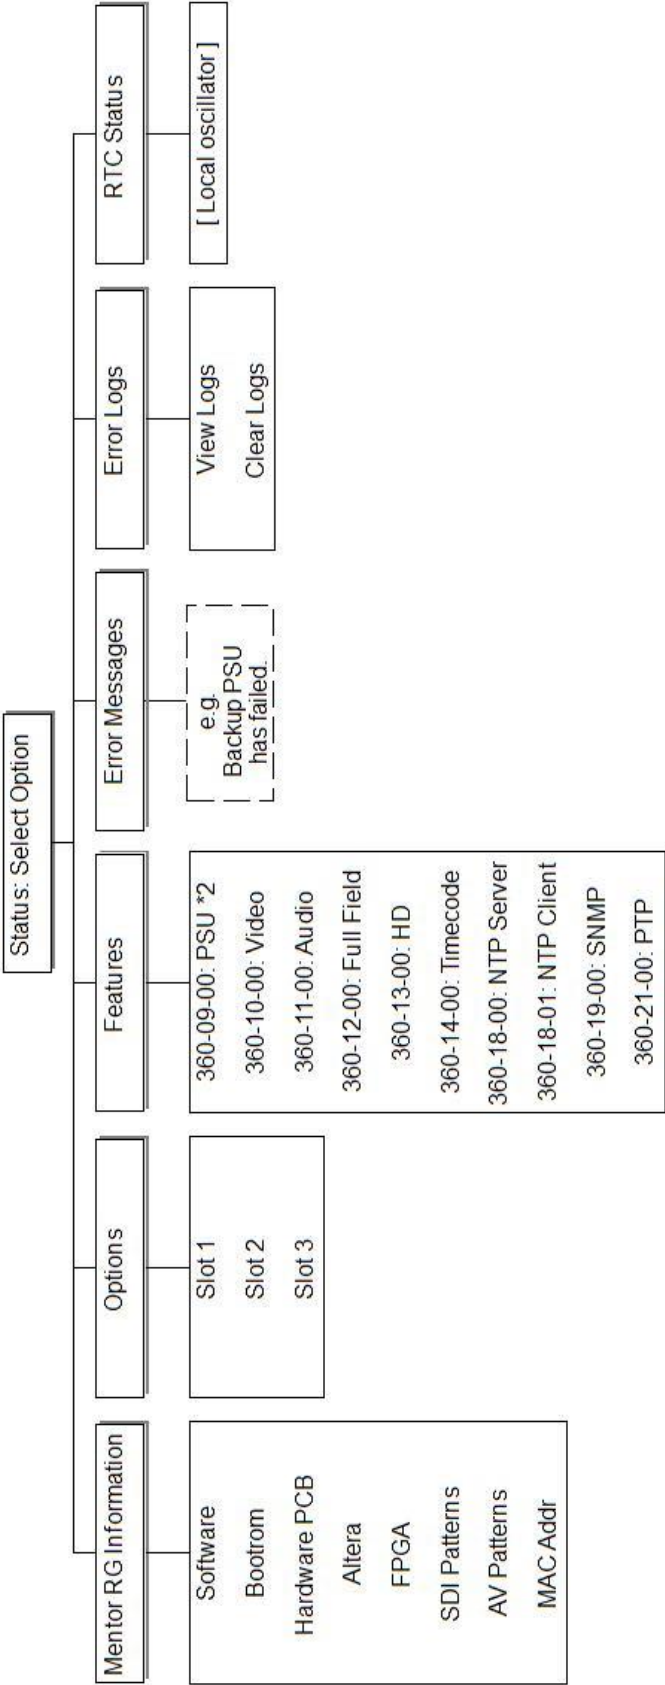 Status: Select Option
Mentor RG Information
Software
Bootrom
Hardware PCB
Altera
FPGA
SDI Patterns
AV Patterns
MAC Addr
Options
Slot 1
Slot 2
Slot 3
Features
360-09-00: PSU *2
360-10-00: Video
360-11-00: Audio
360-12-00: Full Field
360-13-00: HD
360-14-00: Timecode
360-18-00: NTP Server
360-18-01: NTP Client
360-19-00: SNMP
360-21-00: PTP
Error Messages
e.g.
Backup PSU
has failed.
Error Logs
View Logs
Clear Logs
RTC Status
[ Local oscillator ]